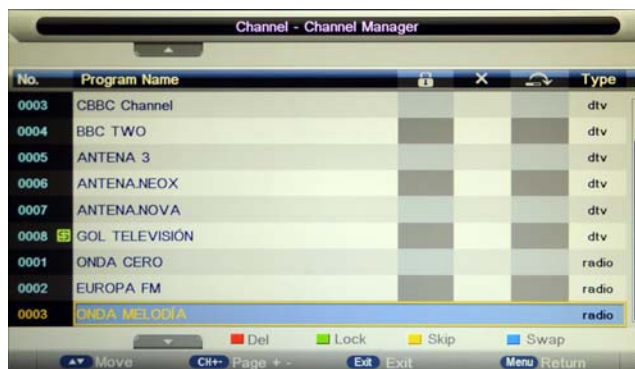 Channel - Channel Manager
No. Program Name Type
0003 CBBC Channel dtv
0004 BBC TWO dtv
0005 ANTENA 3 dtv
0006 ANTENA.NEOX dtv
0007 ANTENA.NOVA dtv
0008 $ GOL TELEVISIÓN dtv
0001 ONDA CERO radio
0002 EUROPA FM radio
0003 ONDA MELODÍA radio
Del Lock Skip Swap
Move CH+- Page + - Exit Exit Menu Return